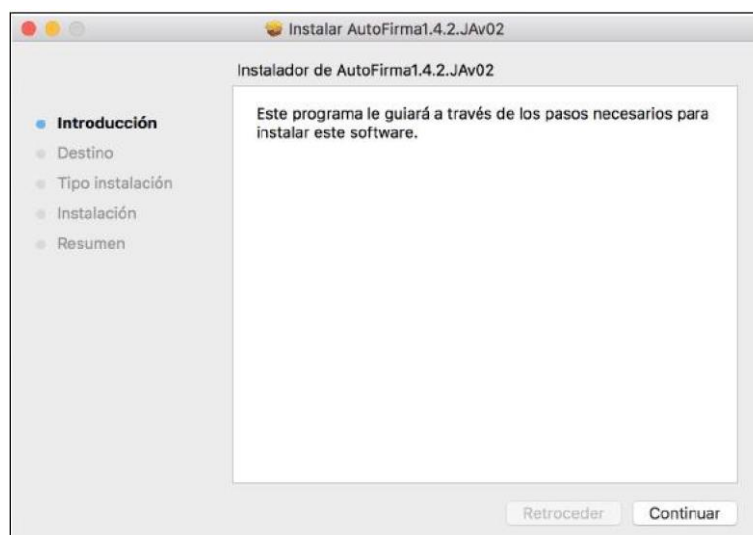 Instalar AutoFirma1.4.2.JAv02
Instalador de AutoFirma1.4.2.JAv02
Introducción
Destino
Tipo instalación
Instalación
Resumen
Este programa le guiará a través de los pasos necesarios para
instalar este software.
Retroceder
Continuar